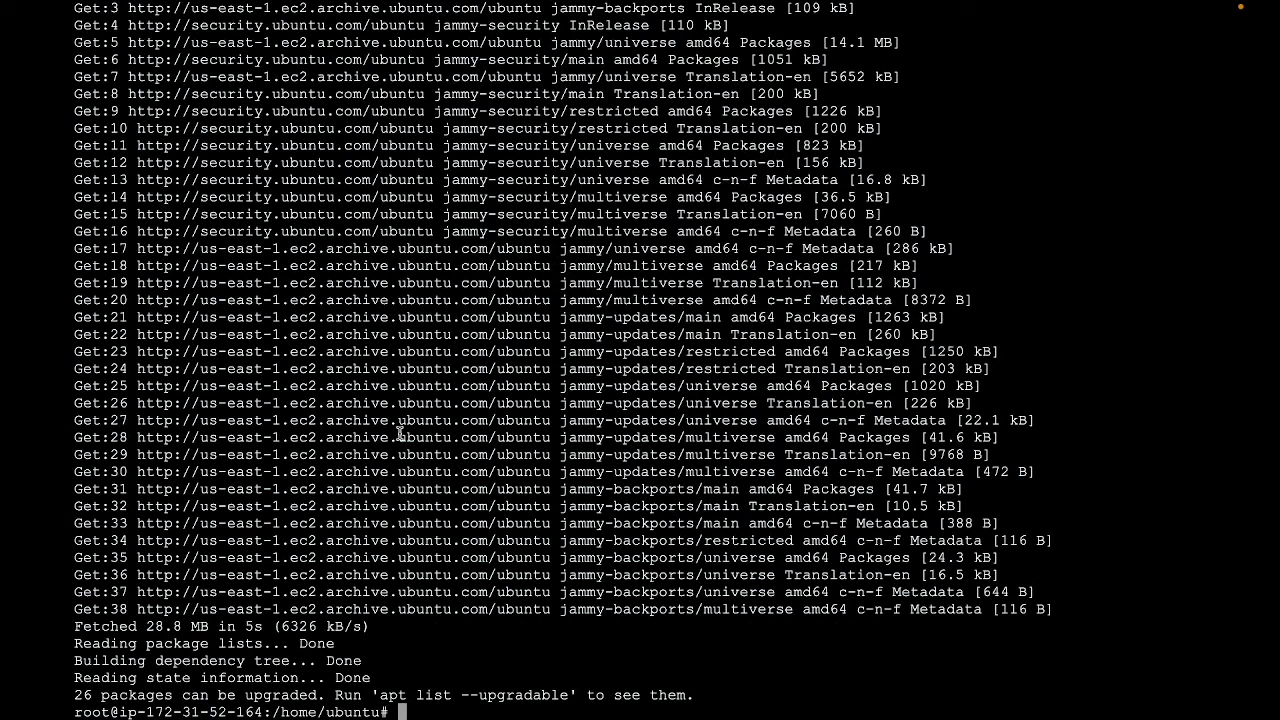 Get:3 http://us-east-1.ec2.archive.ubuntu.com/ubuntu jammy-backports InRelease [109 kB]
Get:4 http://security.ubuntu.com/ubuntu jammy-security InRelease [110 kB]
Get:5 http://us-east-1.ec2.archive.ubuntu.com/ubuntu jammy/universe amd64 Packages [14.1 MB]
Get:6 http://security.ubuntu.com/ubuntu jammy-security/main amd64 Packages [1051 kB]
Get:7 http://us-east-1.ec2.archive.ubuntu.com/ubuntu jammy/universe Translation-en [5652 kB]
Get:8 http://security.ubuntu.com/ubuntu jammy-security/main Translation-en [200 kB]
Get:9 http://security.ubuntu.com/ubuntu jammy-security/restricted amd64 Packages [1226 kB]
Get:10 http://security.ubuntu.com/ubuntu jammy-security/restricted Translation-en [200 kB]
Get:11 http://security.ubuntu.com/ubuntu jammy-security/universe amd64 Packages [823 kB]
Get:12 http://security.ubuntu.com/ubuntu jammy-security/universe Translation-en [156 kB]
Get:13 http://security.ubuntu.com/ubuntu jammy-security/universe amd64 c-n-f Metadata [16.8 kB]
Get:14 http://security.ubuntu.com/ubuntu jammy-security/multiverse amd64 Packages [36.5 kB]
Get:15 http://security.ubuntu.com/ubuntu jammy-security/multiverse Translation-en [7060 B]
Get:16 http://security.ubuntu.com/ubuntu jammy-security/multiverse amd64 c-n-f Metadata [260 B]
Get:17 http://us-east-1.ec2.archive.ubuntu.com/ubuntu jammy/universe amd64 c-n-f Metadata [286 kB]
Get:18 http://us-east-1.ec2.archive.ubuntu.com/ubuntu jammy/multiverse amd64 Packages [217 kB]
Get:19 http://us-east-1.ec2.archive.ubuntu.com/ubuntu jammy/multiverse Translation-en [112 kB]
Get:20 http://us-east-1.ec2.archive.ubuntu.com/ubuntu jammy/multiverse amd64 c-n-f Metadata [8372 B]
Get:21 http://us-east-1.ec2.archive.ubuntu.com/ubuntu jammy-updates/main amd64 Packages [1263 kB]
Get:22 http://us-east-1.ec2.archive.ubuntu.com/ubuntu jammy-updates/main Translation-en [260 kB]
Get:23 http://us-east-1.ec2.archive.ubuntu.com/ubuntu jammy-updates/restricted amd64 Packages [1250 kB]
Get:24 http://us-east-1.ec2.archive.ubuntu.com/ubuntu jammy-updates/restricted Translation-en [203 kB]
Get:25 http://us-east-1.ec2.archive.ubuntu.com/ubuntu jammy-updates/universe amd64 Packages [1020 kB]
Get:26 http://us-east-1.ec2.archive.ubuntu.com/ubuntu jammy-updates/universe Translation-en [226 kB]
Get:27 http://us-east-1.ec2.archive.ubuntu.com/ubuntu jammy-updates/universe amd64 c-n-f Metadata [22.1 kB]
Get:28 http://us-east-1.ec2.archive.ubuntu.com/ubuntu jammy-updates/multiverse amd64 Packages [41.6 kB]
Get:29 http://us-east-1.ec2.archive.ubuntu.com/ubuntu jammy-updates/multiverse Translation-en [9768 B]
Get:30 http://us-east-1.ec2.archive.ubuntu.com/ubuntu jammy-updates/multiverse amd64 c-n-f Metadata [472 B]
Get:31 http://us-east-1.ec2.archive.ubuntu.com/ubuntu jammy-backports/main amd64 Packages [41.7 kB]
Get:32 http://us-east-1.ec2.archive.ubuntu.com/ubuntu jammy-backports/main Translation-en [10.5 kB]
Get:33 http://us-east-1.ec2.archive.ubuntu.com/ubuntu jammy-backports/main amd64 c-n-f Metadata [388 B]
Get:34 http://us-east-1.ec2.archive.ubuntu.com/ubuntu jammy-backports/restricted amd64 c-n-f Metadata [116 B]
Get:35 http://us-east-1.ec2.archive.ubuntu.com/ubuntu jammy-backports/universe amd64 Packages [24.3 kB]
Get:36 http://us-east-1.ec2.archive.ubuntu.com/ubuntu jammy-backports/universe Translation-en [16.5 kB]
Get:37 http://us-east-1.ec2.archive.ubuntu.com/ubuntu jammy-backports/universe amd64 c-n-f Metadata [644 B]
Get:38 http://us-east-1.ec2.archive.ubuntu.com/ubuntu jammy-backports/multiverse amd64 c-n-f Metadata [116 B]
Fetched 28.8 MB in 5s (6326 kB/s)
Reading package lists... Done
Building dependency tree... Done
Reading state information... Done
26 packages can be upgraded. Run 'apt list --upgradable' to see them.
root@ip-172-31-52-164:/home/ubuntu#